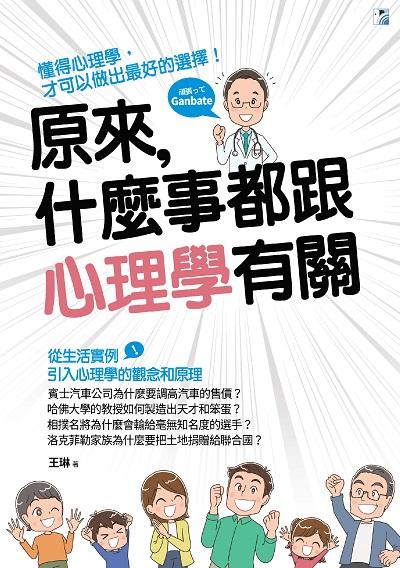 懂得心理學，
才可以做出最好的選擇！
頑張って
Ganbate
原來，
什麼事都跟
心理學有關
從生活實例！
引入心理學的觀念和原理
賓士汽車公司為什麼要調高汽車的售價？
哈佛大學的教授如何製造出天才和笨蛋？
相撲名將為什麼會輸給毫無知名度的選手？
洛克菲勒家族為什麼要把土地捐贈給聯合國？
王琳 著